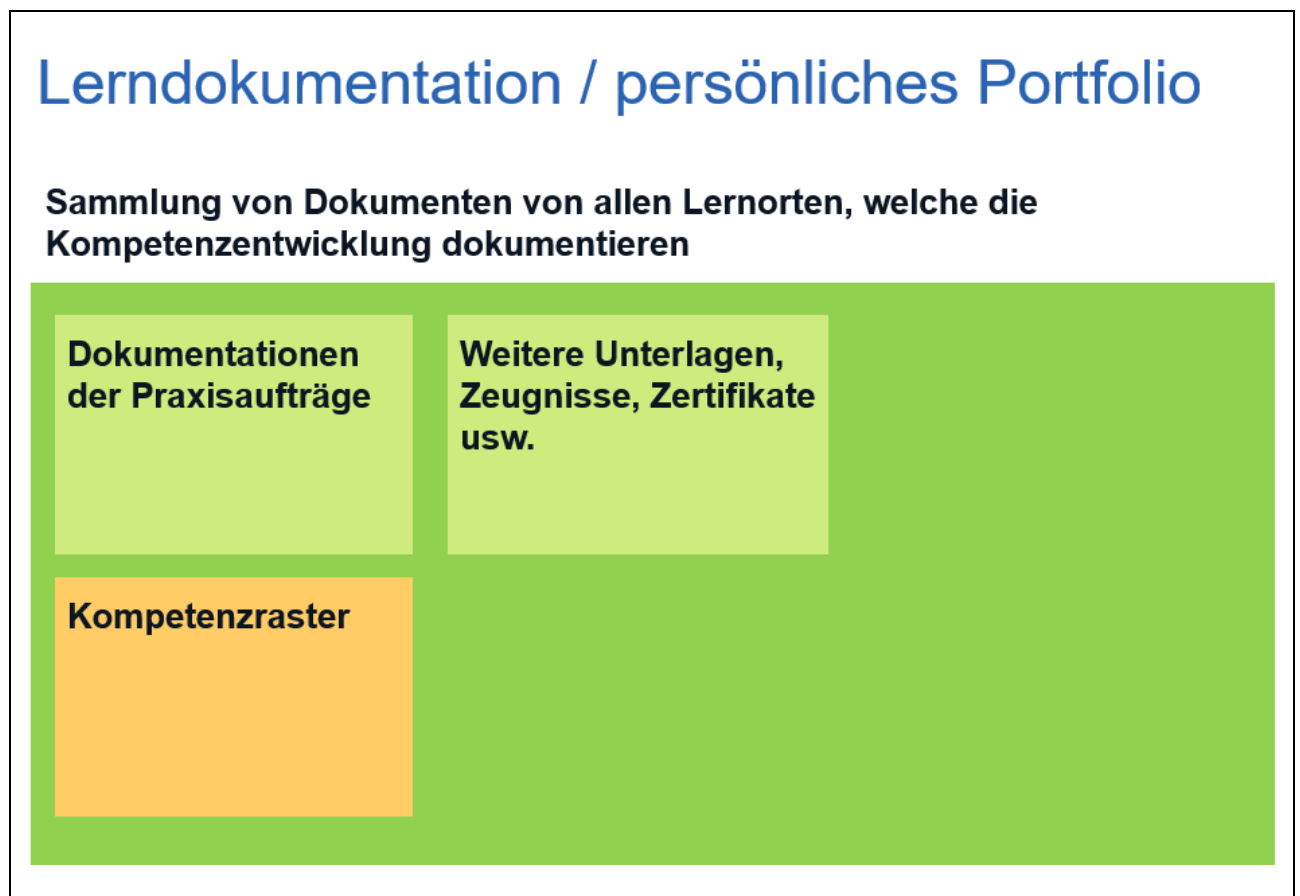 Lerndokumentation / persönliches Portfolio
Sammlung von Dokumenten von allen Lernorten, welche die
Kompetenzentwicklung dokumentieren
Dokumentationen
der Praxisaufträge
Weitere Unterlagen,
Zeugnisse, Zertifikate
usw.
Kompetenzraster